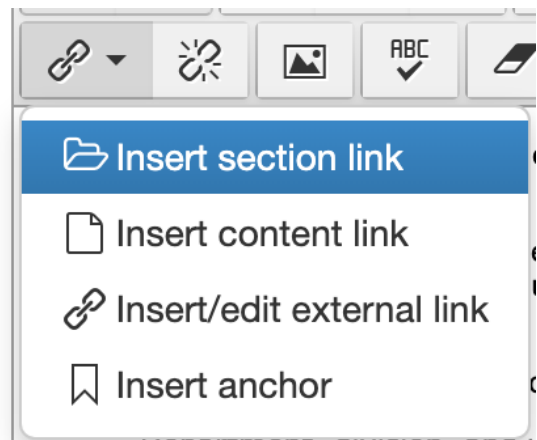 ABC
Insert section link
Insert content link
Insert/edit external link
Insert anchor